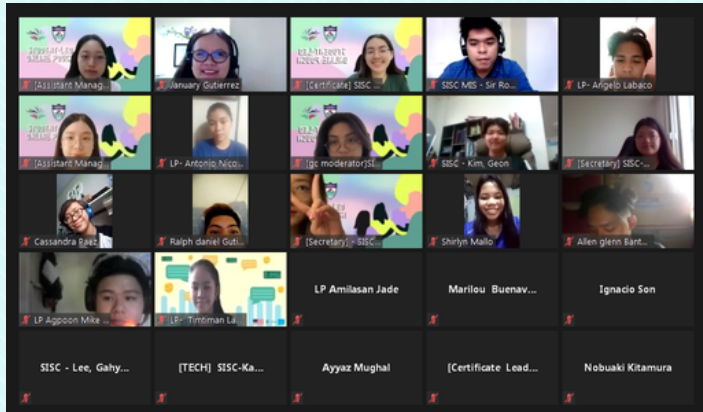 [Assistant Manag...
January Gutierrez
[Certificate] SISC ...
SISC MIS - Sir Ro...
LP- Angelo Labaco
[Assistant Manag...
LP- Antonio Nico...
[gc moderator]SI...
SISC - Kim, Geon
[Secretary] SISC-...
Cassandra Paez
Ralph daniel Guti...
[Secretary] - SISC...
Shirlyn Mallo
Allen glenn Bant...
LP Agpoon Mike ...
LP- Timtiman La...
LP Amilasan Jade
Marilou Buenav...
Ignacio Son
SISC - Lee, Gahy...
[TECH] SISC-Ka...
Ayyaz Mughal
[Certificate Lead...
Nobuaki Kitamura